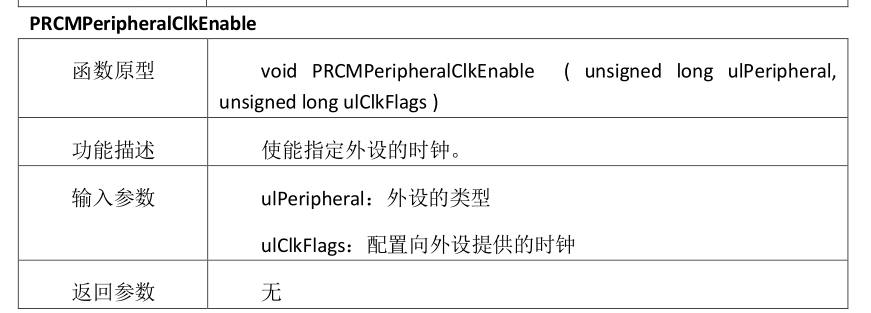 PRCMPeripheralClkEnable
函数原型
void PRCMPeripheralClkEnable ( unsigned long ulPeripheral,
unsigned long ulClkFlags )
功能描述
使能指定外设的时钟。
输入参数
ulPeripheral：外设的类型
ulClkFlags：配置向外设提供的时钟
返回参数
无